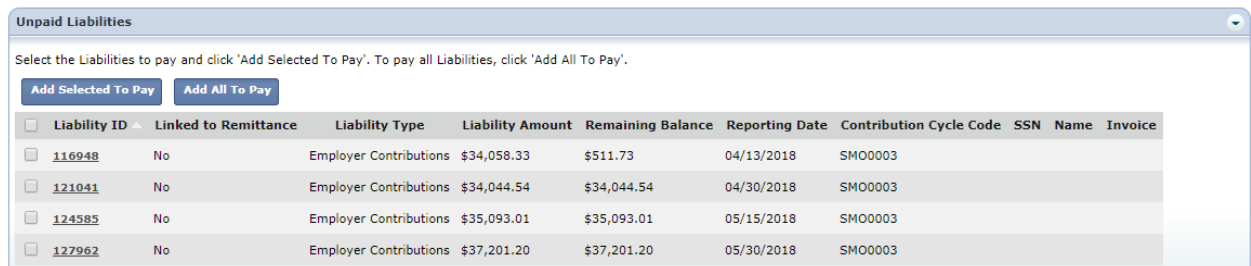 Unpaid Liabilities
Select the Liabilities to pay and click 'Add Selected To Pay'. To pay all Liabilities, click 'Add All To Pay'.
Add Selected To Pay Add All To Pay
Liability ID Linked to Remittance Liability Type Liability Amount Remaining Balance Reporting Date Contribution Cycle Code SSN Name Invoice
116948 No Employer Contributions $34,058.33 $511.73 04/13/2018 SMO0003
121041 No Employer Contributions $34,044.54 $34,044.54 04/30/2018 SMO0003
124585 No Employer Contributions $35,093.01 $35,093.01 05/15/2018 SMO0003
127962 No Employer Contributions $37,201.20 $37,201.20 05/30/2018 SMO0003